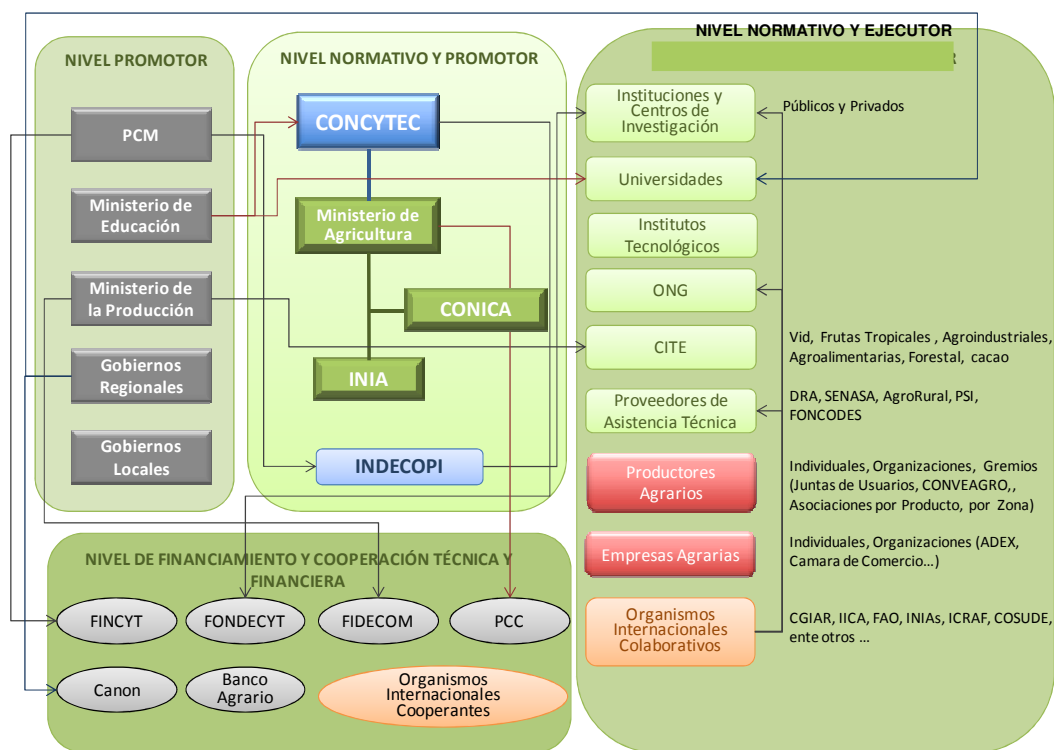 NIVEL PROMOTOR
PCM
Ministerio de
Educación
Ministerio de
la Producción
Gobiernos
Regionales
Gobiernos
Locales
NIVEL NORMATIVO Y PROMOTOR
CONCYTEC
Ministerio de
Agricultura
CONICA
INIA
INDECOPI
NIVEL NORMATIVO Y EJECUTOR
R
Instituciones y
Centros de
Investigación
Públicos y Privados
Universidades
Institutos
Tecnológicos
ONG
CITE
Vid, Frutas Tropicales , Agroindustriales,
Agroalimentarias, Forestal, cacao
Proveedores de
Asistencia Técnica
DRA, SENASA, AgroRural, PSI,
FONCODES
Productores
Agrarios
Individuales, Organizaciones, Gremios
(Juntas de Usuarios, CONVEAGRO,,
Asociaciones por Producto, por Zona)
Empresas Agrarias
Individuales, Organizaciones (ADEX,
Camara de Comercio...)
Organismos
Internacionales
Colaborativos
CGIAR, IICA, FAO, INIAs, ICRAF, COSUDE,
ente otros ...
NIVEL DE FINANCIAMIENTO Y COOPERACIÓN TÉCNICA Y
FINANCIERA
FINCYT
FONDECYT
FIDECOM
PCC
Canon
Banco
Agrario
Organismos
Internacionales
Cooperantes